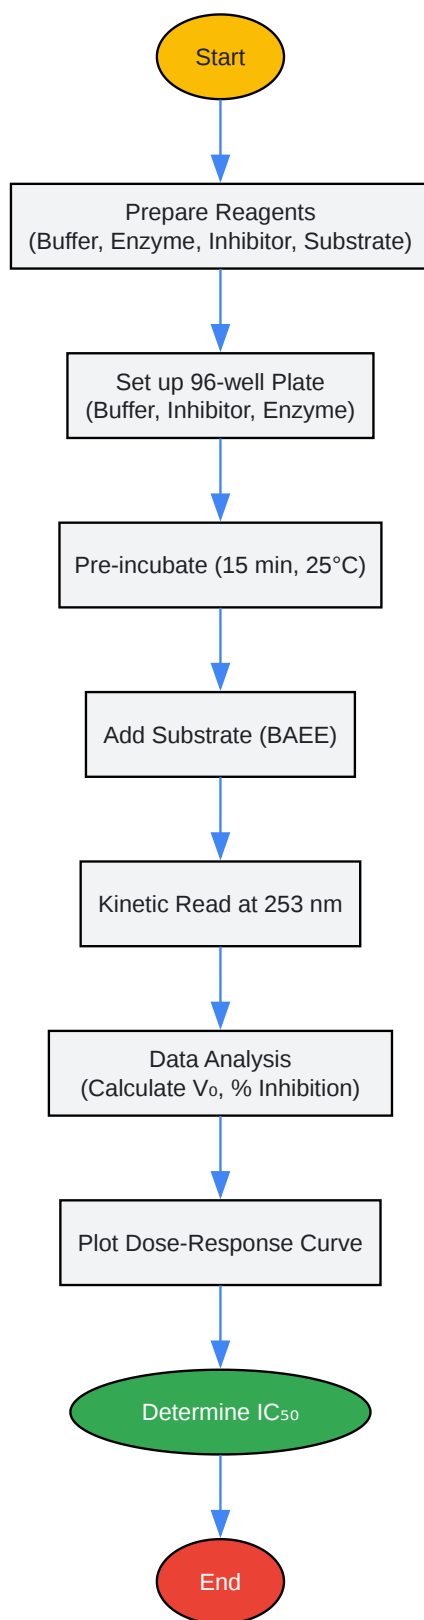 Start
Prepare Reagents
(Buffer, Enzyme, Inhibitor, Substrate)
Set up 96-well Plate
(Buffer, Inhibitor, Enzyme)
Pre-incubate (15 min, 25°C)
Add Substrate (BAEE)
Kinetic Read at 253 nm
Data Analysis
(Calculate V₀, % Inhibition)
Plot Dose-Response Curve
Determine IC₅₀
End